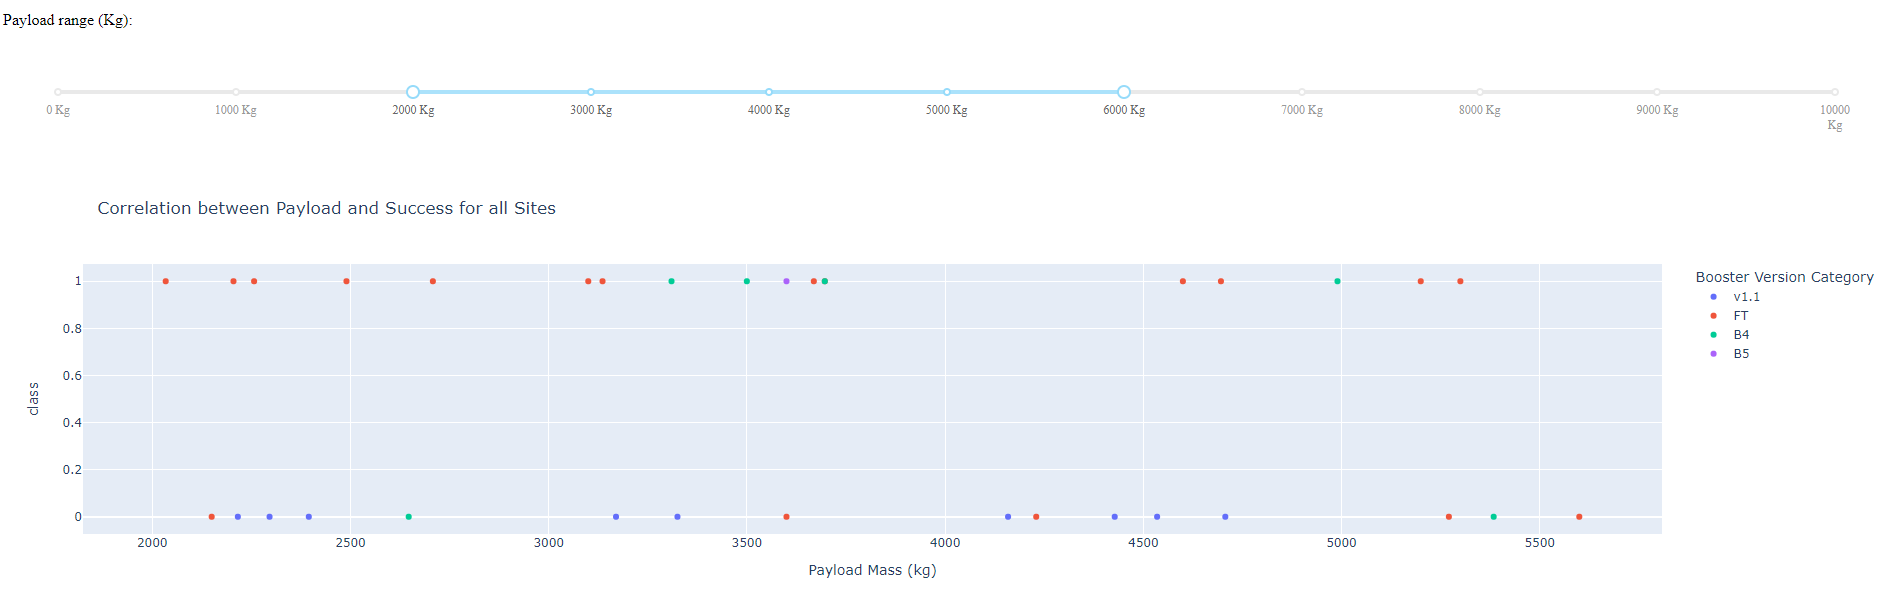 Payload range (Kg):
0 Kg
1000 Kg
2000 Kg
3000 Kg
4000 Kg
5000 Kg
6000 Kg
7000 Kg
8000 Kg
9000 Kg
10000
Kg
Correlation between Payload and Success for all Sites
1
0.8
0.6
0.4
0.2
0
class
2000
2500
3000
3500
4000
4500
5000
5500
Payload Mass (kg)
Booster Version Category
v1.1
FT
B4
B5